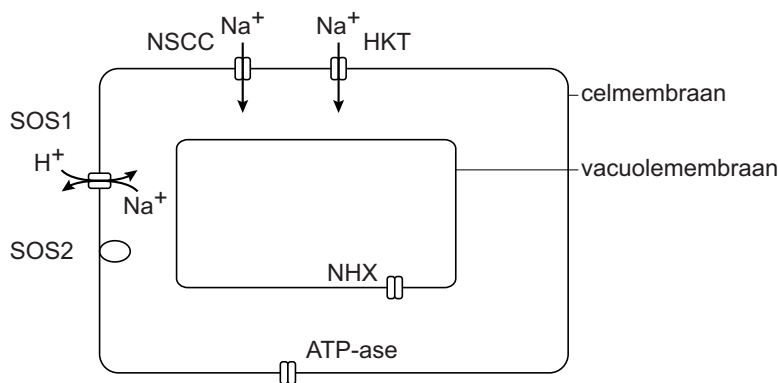 Na⁺ Na⁺
NSCC HKT
celmembraan
SOS1
H⁺
vacuolemembraan
Na⁺
SOS2
NHX
ATP-ase